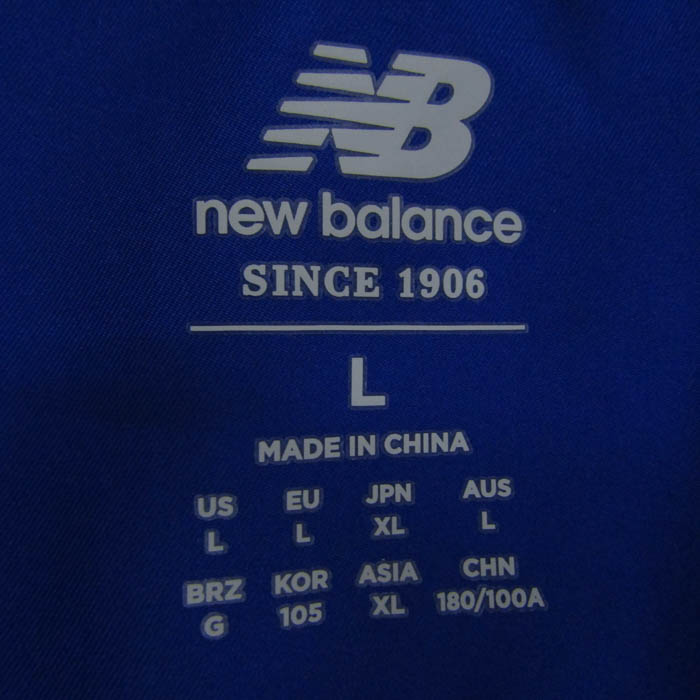 NB
new balance
SINCE 1906
L
MADE IN CHINA
US EU JPN AUS
L L XL L
BRZ KOR ASIA CHN
G 105 XL 180/100A